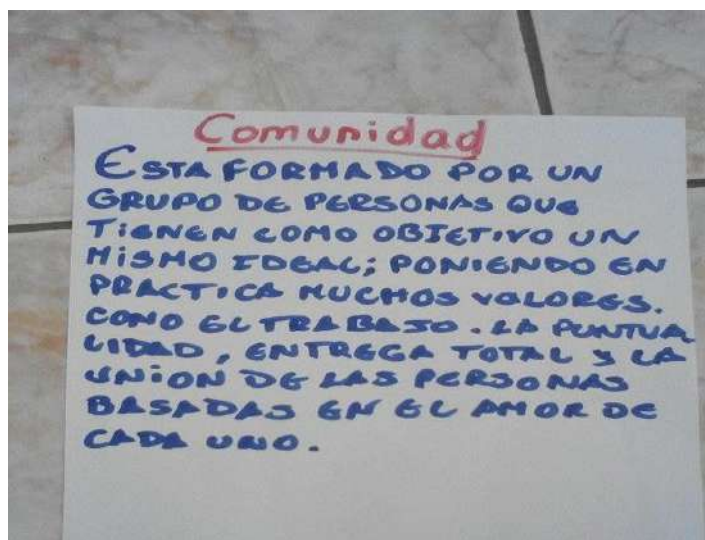 Comunidad
ESTA FORMADO POR UN
GRUPO DE PERSONAS QUE
TIENEN COMO OBJETIVO UN
MISMO IDEAL; PONIENDO EN
PRACTICA MUCHOS VALORES.
COMO EL TRABAJO. LA PUNTUA
LIDAD, ENTREGA TOTAL Y LA
UNION DE LAS PERSONAS
BASADAS EN EL AMOR DE
CADA UNO.